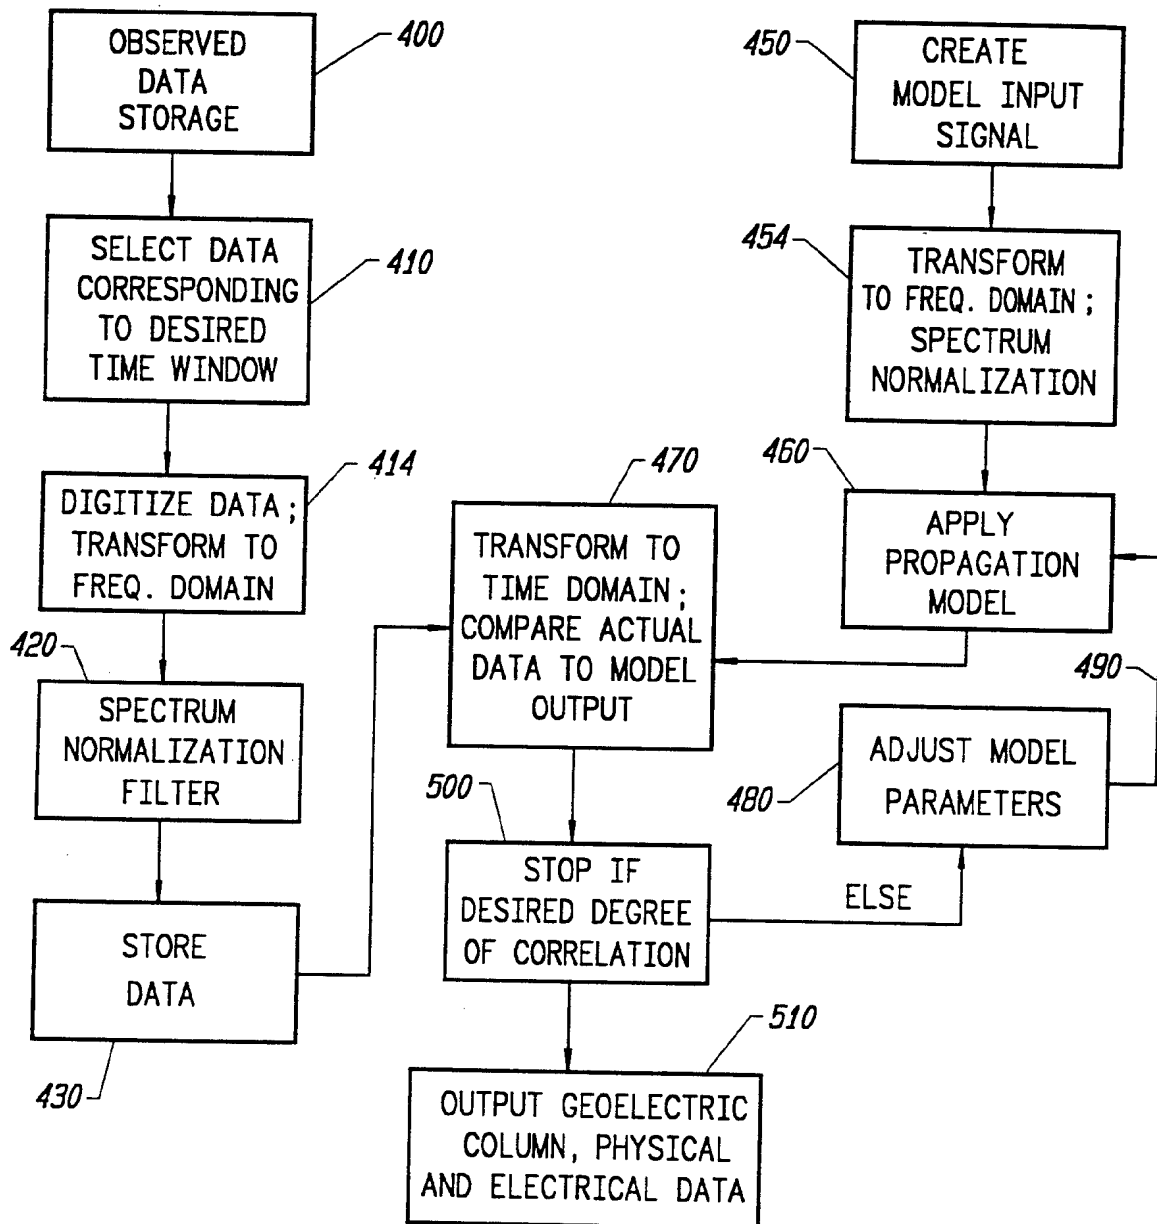 OBSERVED
DATA
STORAGE
400
SELECT DATA
CORRESPONDING
TO DESIRED
TIME WINDOW
410
DIGITIZE DATA;
TRANSFORM TO
FREQ. DOMAIN
414
420
SPECTRUM
NORMALIZATION
FILTER
STORE
DATA
430
450
CREATE
MODEL INPUT
SIGNAL
454
TRANSFORM
TO FREQ. DOMAIN;
SPECTRUM
NORMALIZATION
460
APPLY
PROPAGATION
MODEL
470
TRANSFORM TO
TIME DOMAIN;
COMPARE ACTUAL
DATA TO MODEL
OUTPUT
490
480
ADJUST MODEL
PARAMETERS
500
STOP IF
DESIRED DEGREE
OF CORRELATION
ELSE
510
OUTPUT GEOELECTRIC
COLUMN, PHYSICAL
AND ELECTRICAL DATA